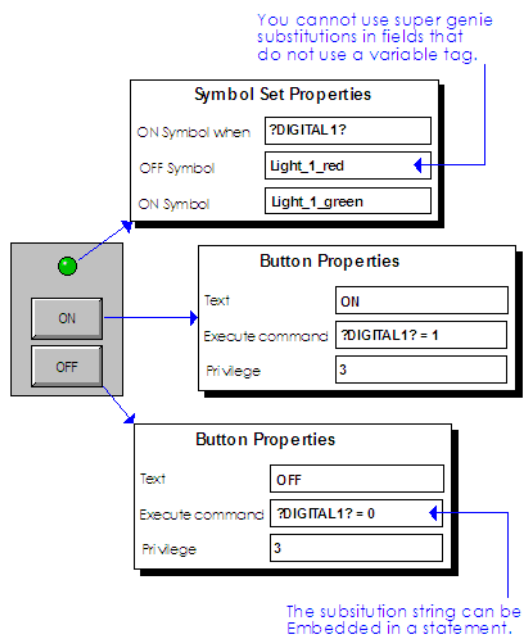 You cannot use super genie
substitutions in fields that
do not use a variable tag.
Symbol Set Properties
ON Symbol when ?DIGITAL1?
OFF Symbol Light_1_red
ON Symbol Light_1_green
Button Properties
Text ON
Execute command ?DIGITAL1? = 1
Privilege 3
ON
OFF
Button Properties
Text OFF
Execute command ?DIGITAL1? = 0
Privilege 3
The subsitution string can be
Embedded in a statement.